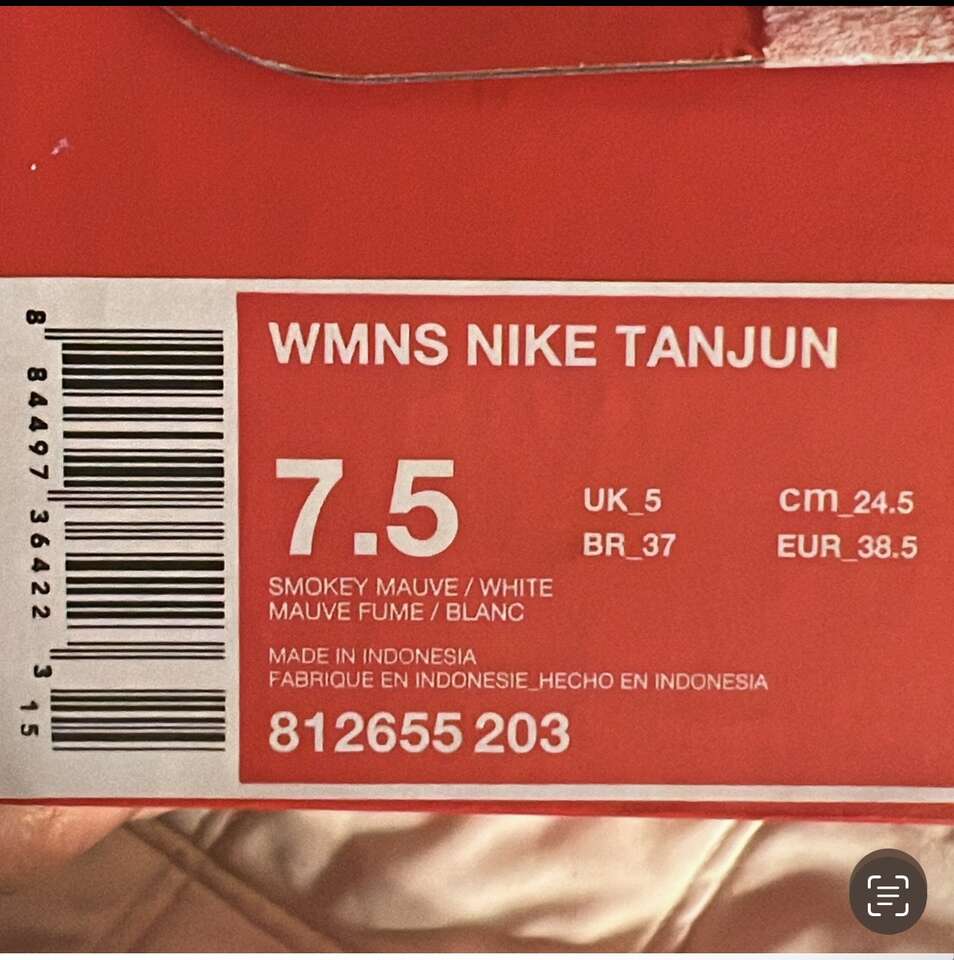 WMNS NIKE TANJUN
7.5
UK_5
cm_24.5
BR_37
EUR_38.5
SMOKEY MAUVE / WHITE
MAUVE FUME / BLANC
MADE IN INDONESIA
FABRIQUE EN INDONESIE_HECHO EN INDONESIA
812655 203
8 84497 36422 3 15